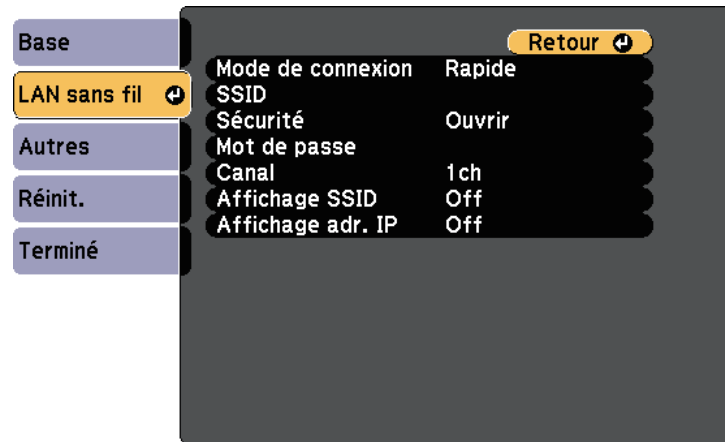 Base
LAN sans fil
Autres
Réinit.
Terminé
Retour
Mode de connexion Rapide
SSID
Sécurité Ouvrir
Mot de passe
Canal 1ch
Affichage SSID Off
Affichage adr. IP Off